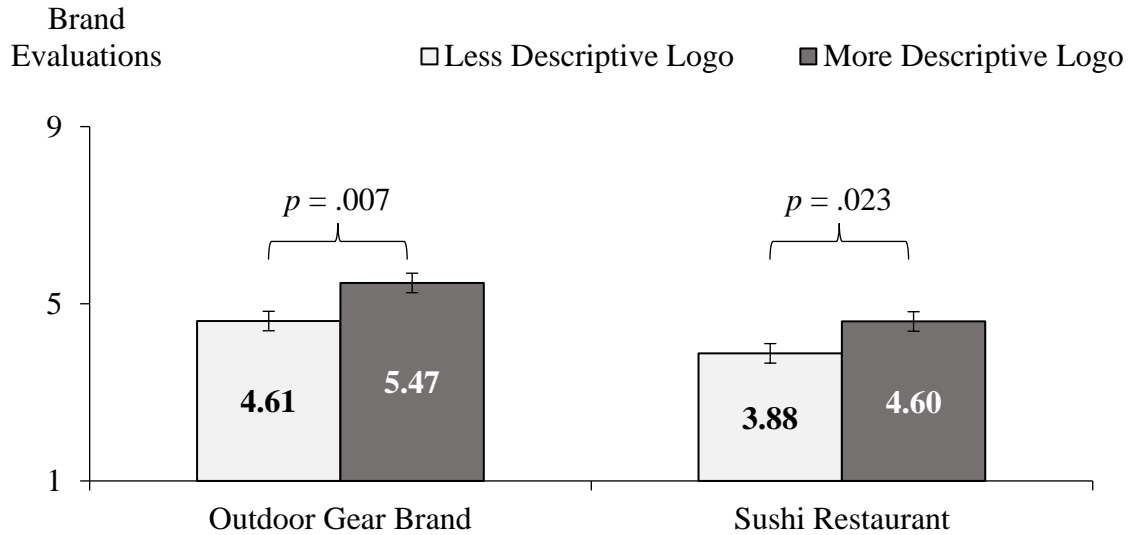 Brand
Evaluations
Less Descriptive Logo More Descriptive Logo
9
p = .007 p = .023
5
4.61 5.47 3.88 4.60
1
Outdoor Gear Brand Sushi Restaurant